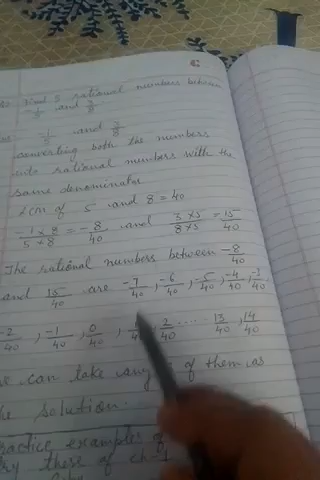 Find 5 rational numbers between
-1/5 and 3/8
-1/5 and 3/8
converting both the numbers
into rational numbers with the
same denominator
LCM of 5 and 8 = 40
-1×8/5×8 = -8/40 and 3×5/8×5 = 15/40
The rational numbers between -8/40
and 15/40 are -7/40, -6/40, -5/40, -4/40,
-2/40, -1/40, 0/40, 2/40 .... 13/40, 14/40
we can take any of them as
the solution.
practice examples of
try these of ch-1